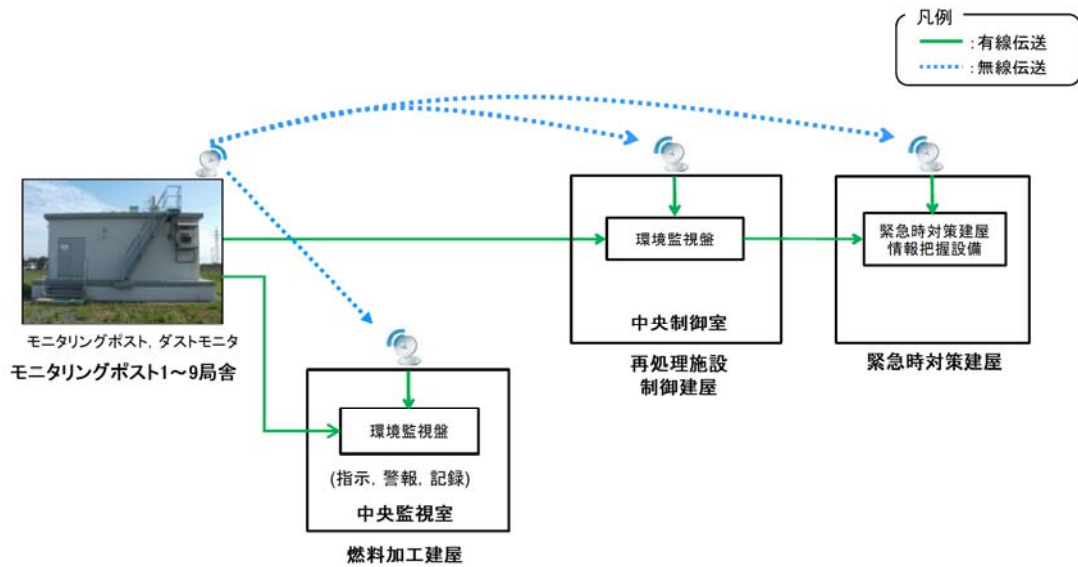 凡例
：有線伝送
：無線伝送
環境監視盤
緊急時対策建屋
情報把握設備
中央制御室
再処理施設
制御建屋
緊急時対策建屋
モニタリングポスト，ダストモニタ
モニタリングポスト1～9局舎
環境監視盤
(指示，警報，記録)
中央監視室
燃料加工建屋